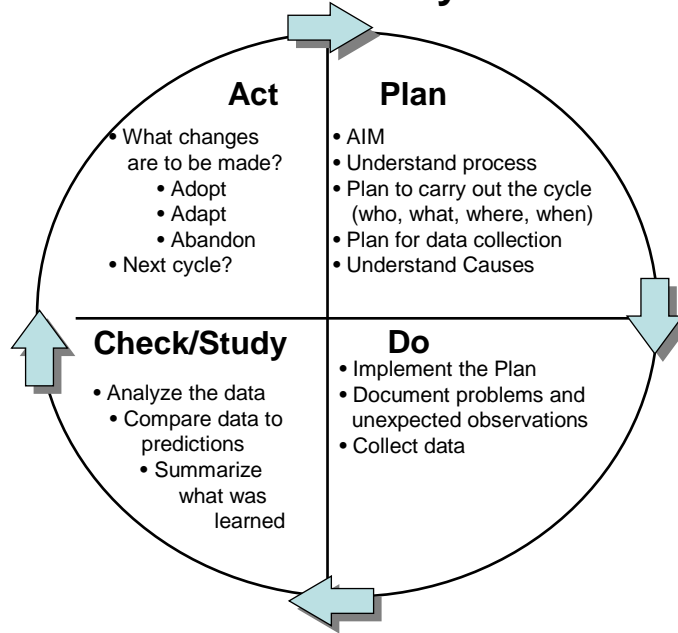 Act
• What changes
are to be made?
• Adopt
• Adapt
• Abandon
• Next cycle?
Plan
• AIM
• Understand process
• Plan to carry out the cycle
(who, what, where, when)
• Plan for data collection
• Understand Causes
Check/Study
• Analyze the data
• Compare data to
predictions
• Summarize
what was
learned
Do
• Implement the Plan
• Document problems and
unexpected observations
• Collect data